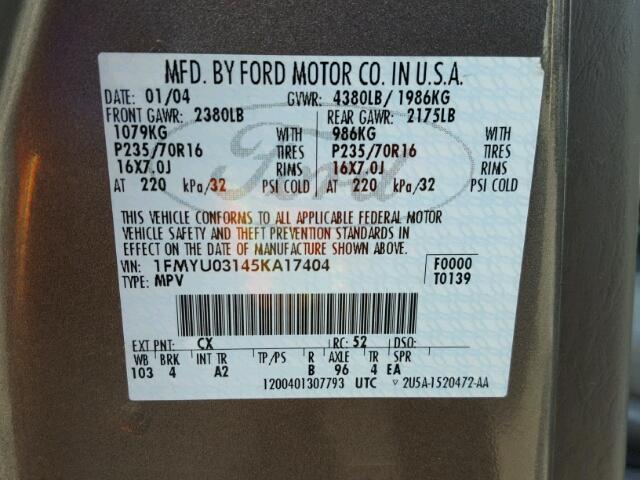 MFD. BY FORD MOTOR CO. IN U.S.A.
DATE: 01/04 GVWR: 4380LB/ 1986KG
FRONT GAWR: 2380LB REAR GAWR: 2175LB
1079KG WITH 986KG WITH
P235/70R16 TIRES P235/70R16 TIRES
16X7.0J RIMS 16X7.0J RIMS
AT 220 kPa/32 PSI COLD AT 220 kPa/32 PSI COLD
Ford
THIS VEHICLE CONFORMS TO ALL APPLICABLE FEDERAL MOTOR
VEHICLE SAFETY AND THEFT PREVENTION STANDARDS IN
EFFECT ON THE DATE OF MANUFACTURE SHOWN ABOVE.
VIN: 1FMYU03145KA17404 F0000
TYPE: MPV T0139
EXT PNT: CX RC: 52 DSO:
WB BRK INT TR TP/PS R AXLE TR SPR
103 4 A2 B 96 4 EA
1200401307793 UTC 2U5A-1520472-AA